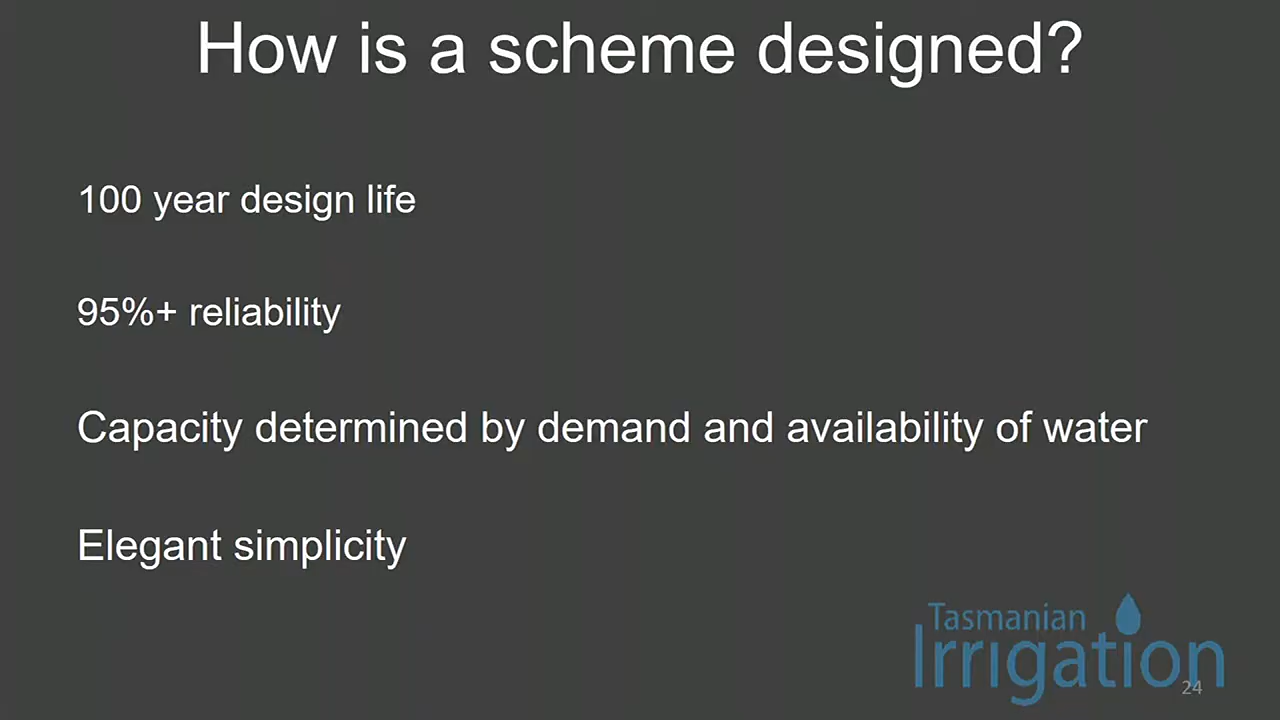 How is a scheme designed?
100 year design life
95%+ reliability
Capacity determined by demand and availability of water
Elegant simplicity
Tasmanian
Irrigation
24